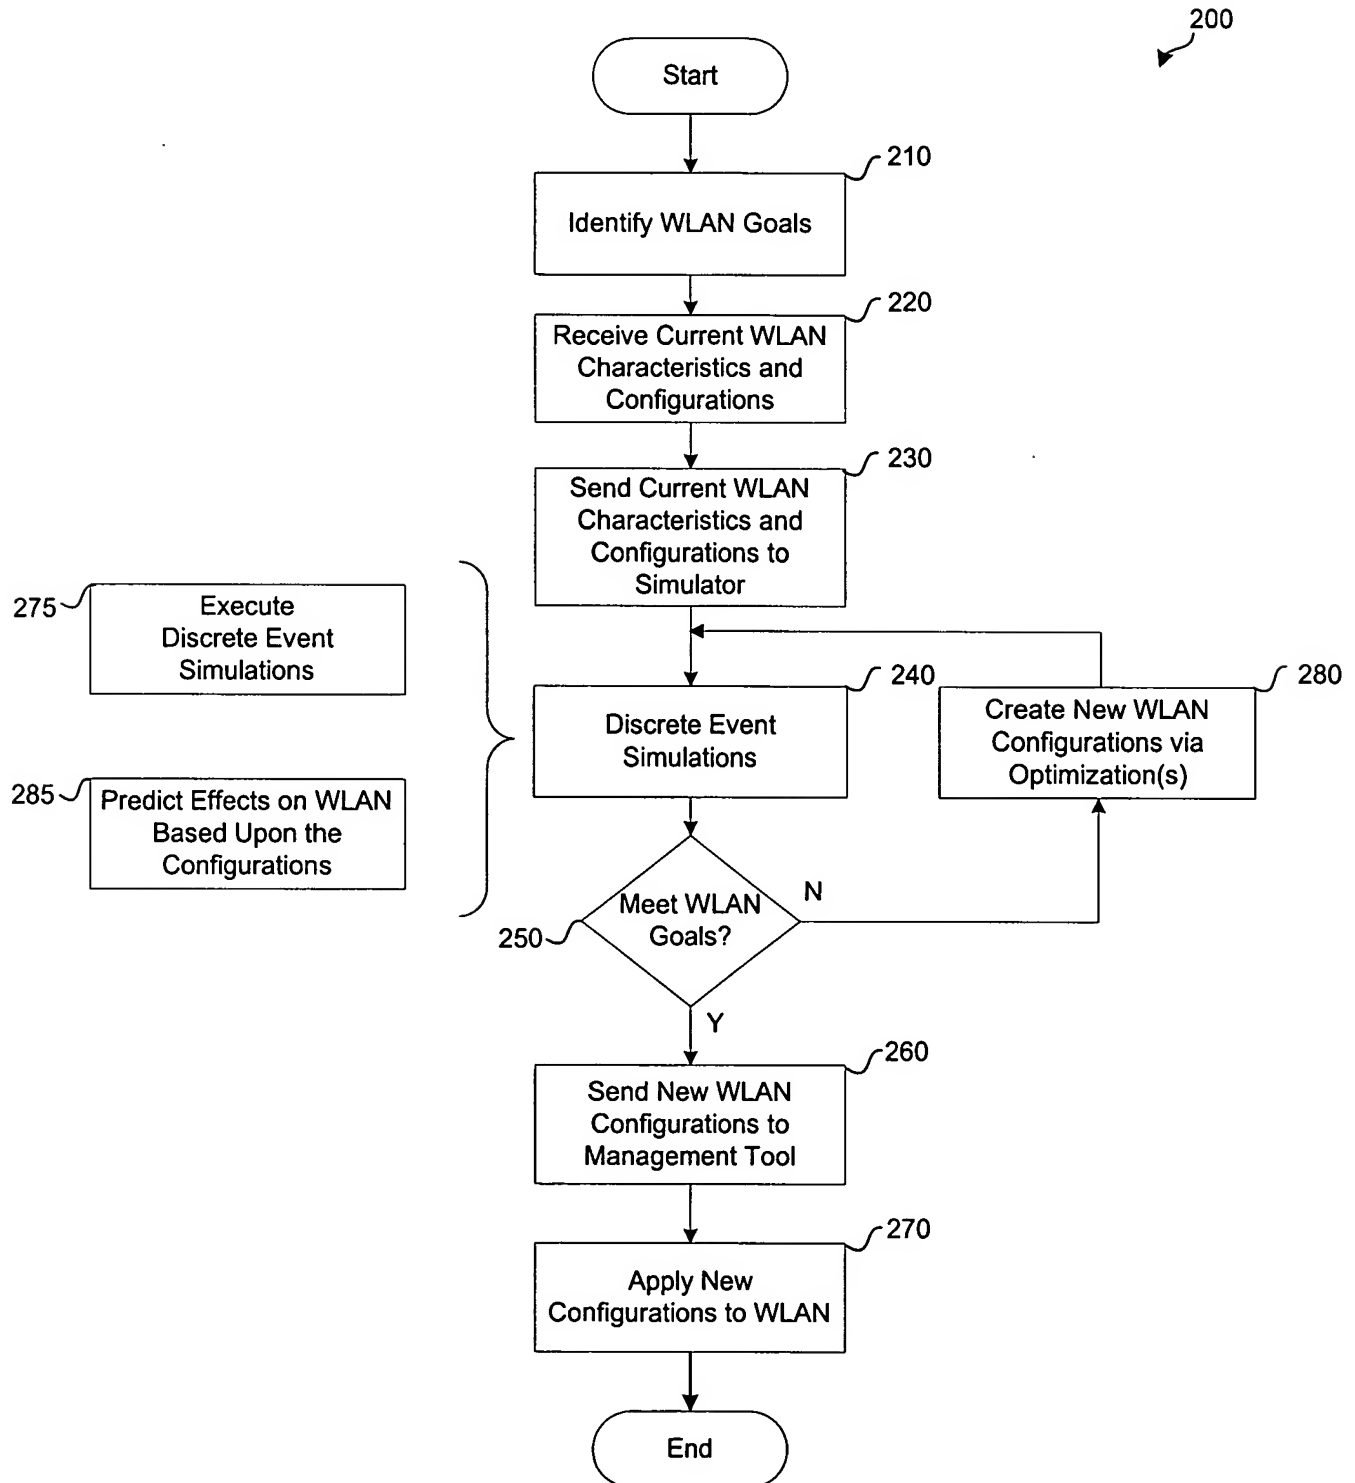 200
Start
210
Identify WLAN Goals
220
Receive Current WLAN
Characteristics and
Configurations
230
Send Current WLAN
Characteristics and
Configurations to
Simulator
275
Execute
Discrete Event
Simulations
240
Discrete Event
Simulations
280
Create New WLAN
Configurations via
Optimization(s)
285
Predict Effects on WLAN
Based Upon the
Configurations
250
Meet WLAN
Goals?
N
Y
260
Send New WLAN
Configurations to
Management Tool
270
Apply New
Configurations to WLAN
End